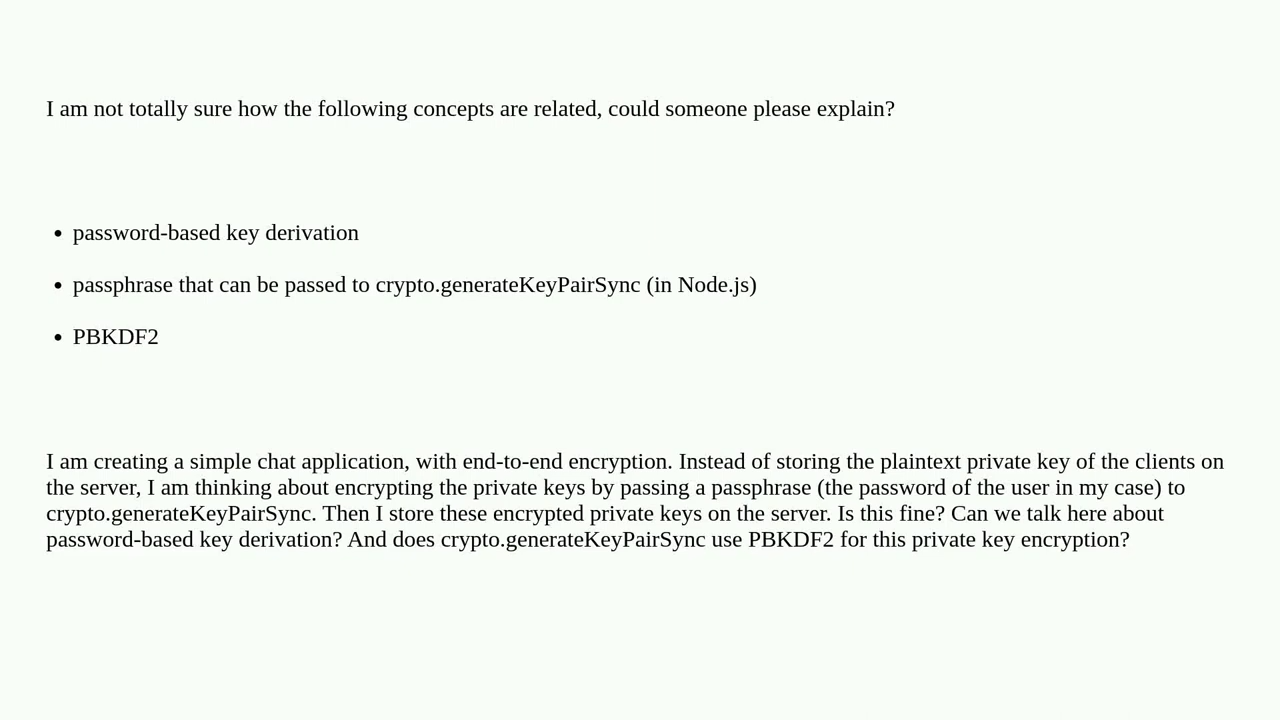 I am not totally sure how the following concepts are related, could someone please explain?
• password-based key derivation
• passphrase that can be passed to crypto.generateKeyPairSync (in Node.js)
• PBKDF2
I am creating a simple chat application, with end-to-end encryption. Instead of storing the plaintext private key of the clients on
the server, I am thinking about encrypting the private keys by passing a passphrase (the password of the user in my case) to
crypto.generateKeyPairSync. Then I store these encrypted private keys on the server. Is this fine? Can we talk here about
password-based key derivation? And does crypto.generateKeyPairSync use PBKDF2 for this private key encryption?